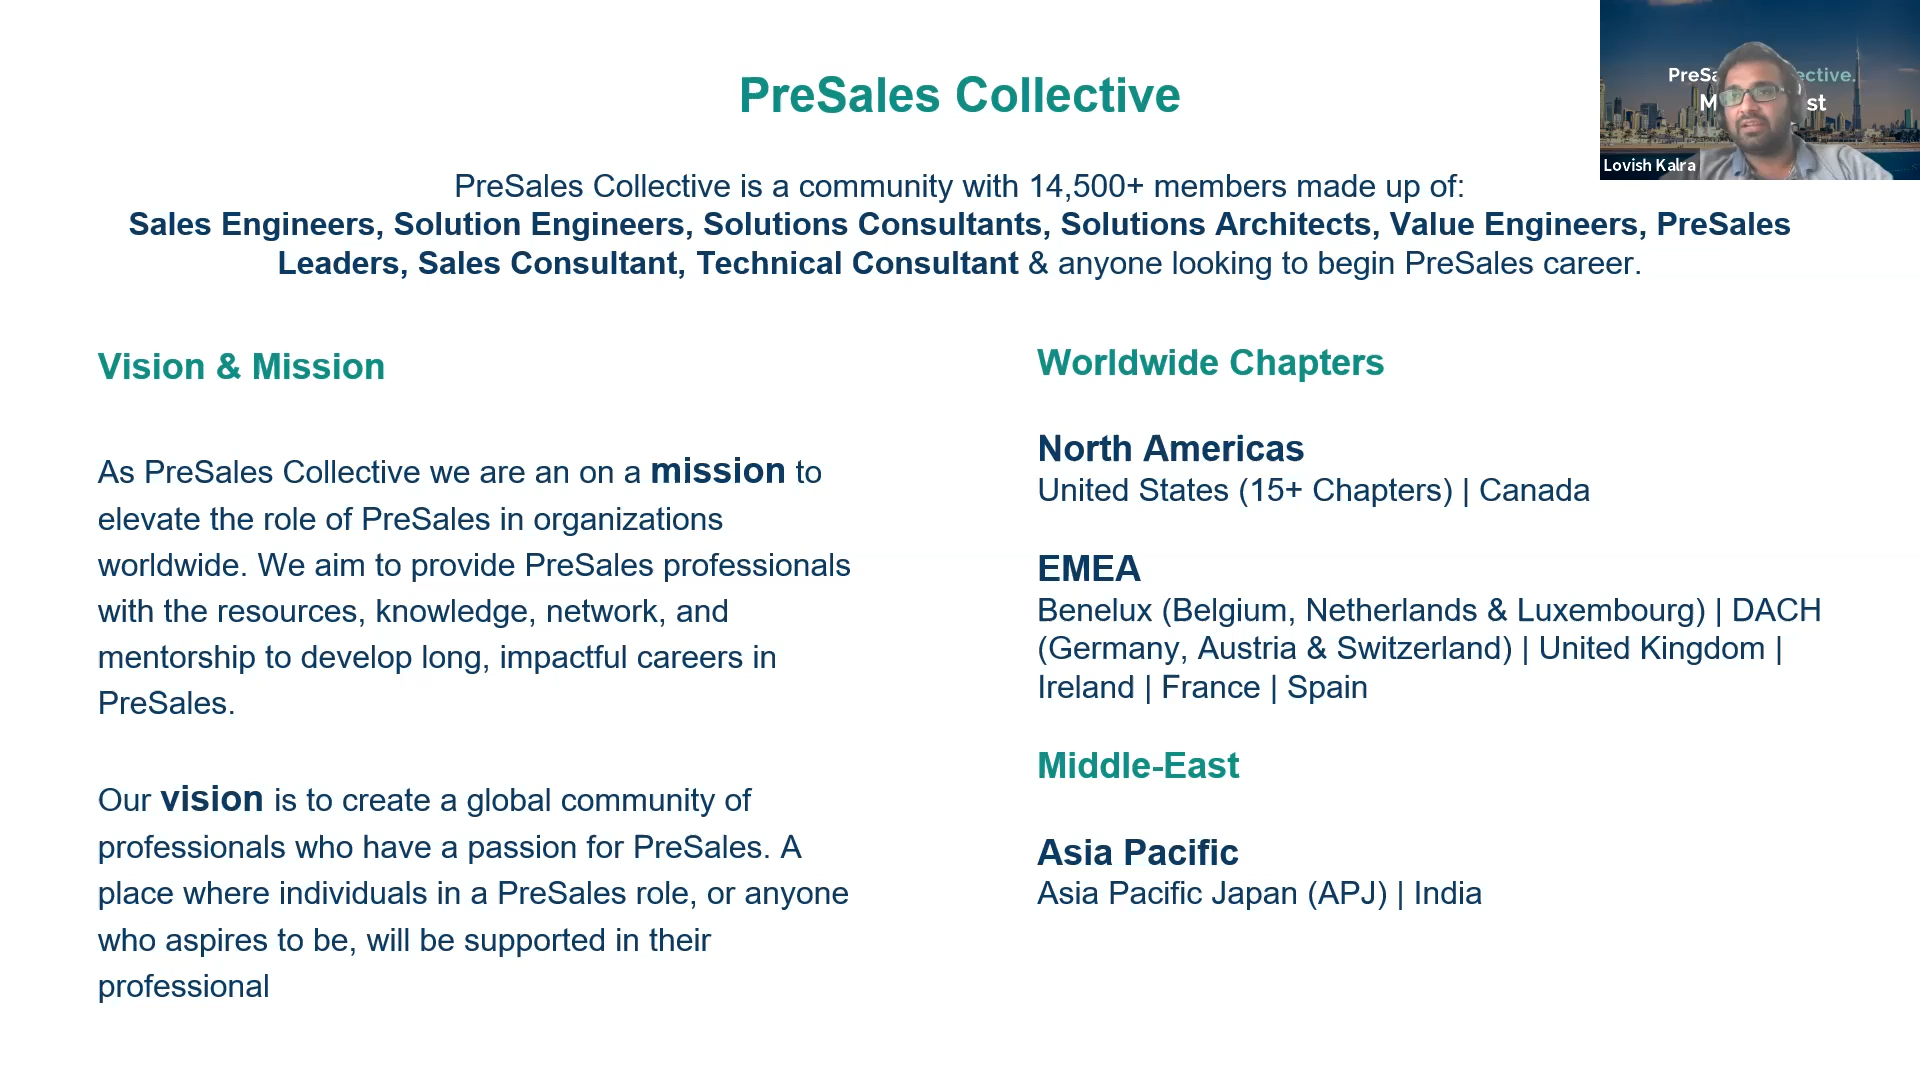 PreSales Collective
PreSales Collective is a community with 14,500+ members made up of:
Sales Engineers, Solution Engineers, Solutions Consultants, Solutions Architects, Value Engineers, PreSales
Leaders, Sales Consultant, Technical Consultant & anyone looking to begin PreSales career.
Vision & Mission
As PreSales Collective we are an on a mission to
elevate the role of PreSales in organizations
worldwide. We aim to provide PreSales professionals
with the resources, knowledge, network, and
mentorship to develop long, impactful careers in
PreSales.
Our vision is to create a global community of
professionals who have a passion for PreSales. A
place where individuals in a PreSales role, or anyone
who aspires to be, will be supported in their
professional
Worldwide Chapters
North Americas
United States (15+ Chapters) | Canada
EMEA
Benelux (Belgium, Netherlands & Luxembourg) | DACH
(Germany, Austria & Switzerland) | United Kingdom |
Ireland | France | Spain
Middle-East
Asia Pacific
Asia Pacific Japan (APJ) | India
Lovish Kalra